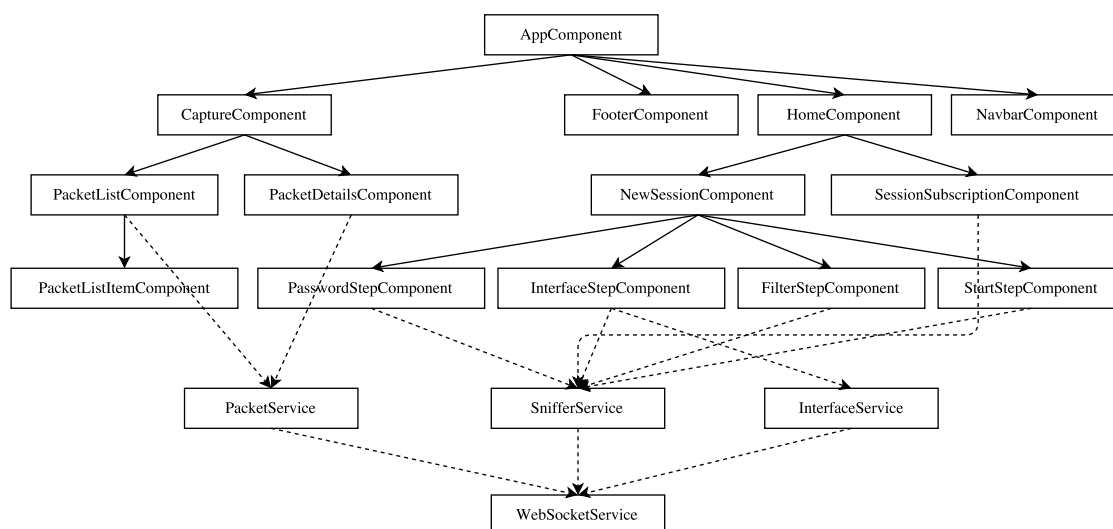 AppComponent
CaptureComponent
FooterComponent
HomeComponent
NavbarComponent
PacketListComponent
PacketDetailsComponent
NewSessionComponent
SessionSubscriptionComponent
PacketListItemComponent
PasswordStepComponent
InterfaceStepComponent
FilterStepComponent
StartStepComponent
PacketService
SnifferService
InterfaceService
WebSocketService